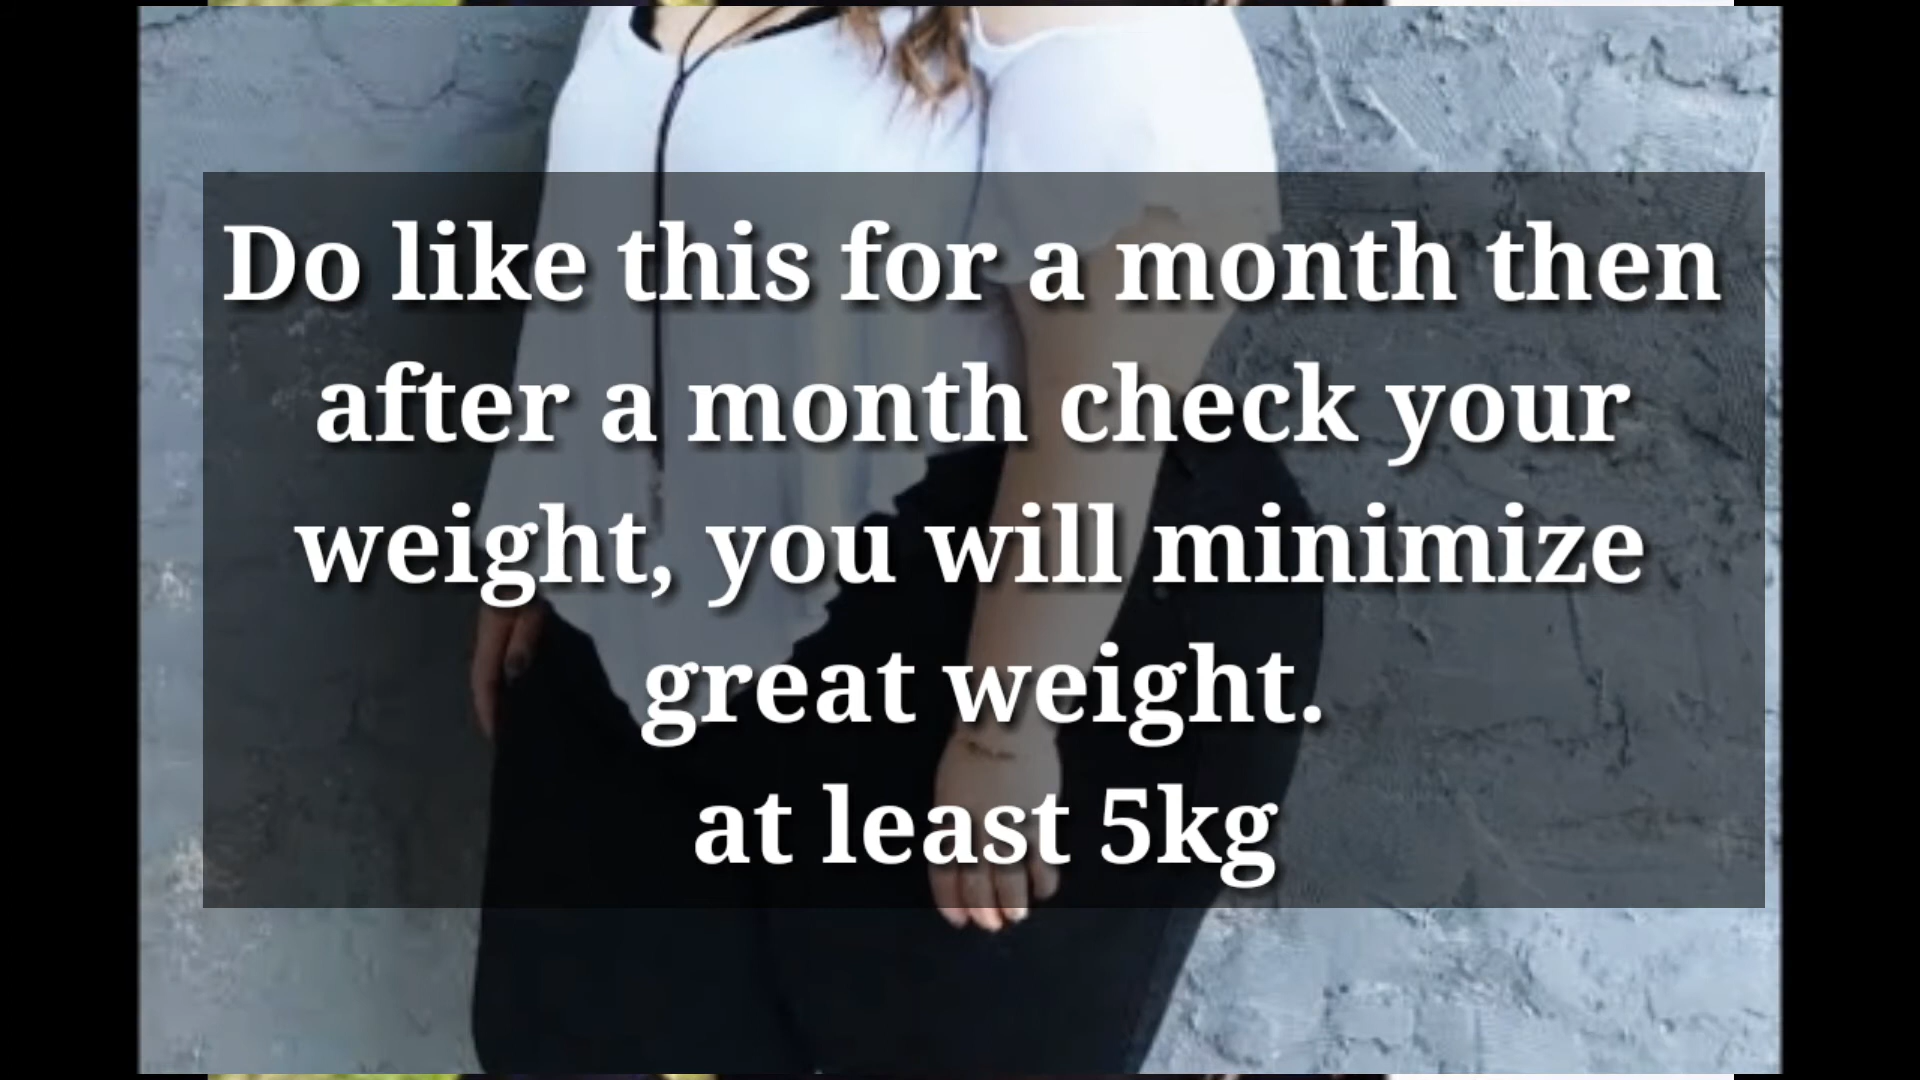 Do like this for a month then
after a month check your
weight, you will minimize
great weight.
at least 5kg